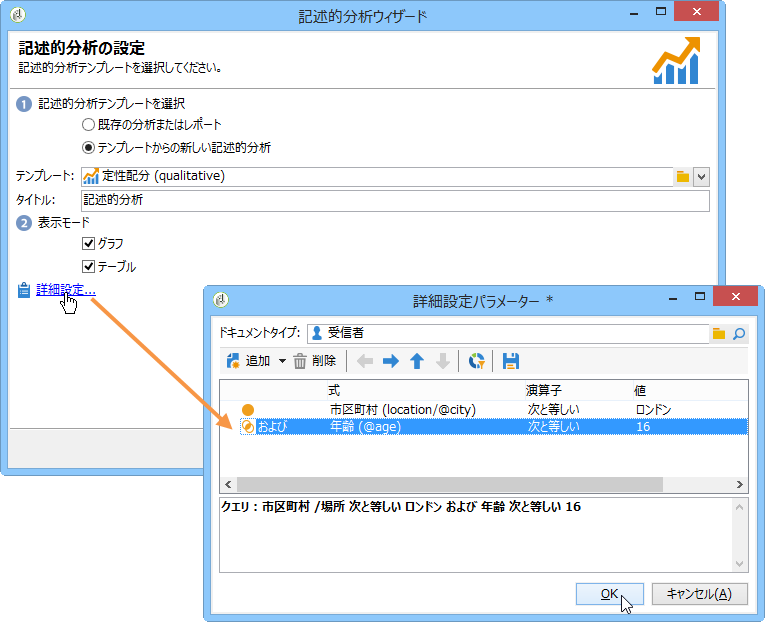 記述的分析ウィザード
記述的分析の設定
記述的分析テンプレートを選択してください。
1 記述的分析テンプレートを選択
既存の分析またはレポート
テンプレートからの新しい記述的分析
テンプレート: 定性配分 (qualitative)
タイトル: 記述的分析
2 表示モード
グラフ
テーブル
詳細設定...
詳細設定パラメーター *
ドキュメントタイプ: 受信者
追加 削除
式 演算子 値
市区町村 (location/@city) 次と等しい ロンドン
および 年齢 (@age) 次と等しい 16
クエリ : 市区町村 /場所 次と等しい ロンドン および 年齢 次と等しい 16
OK キャンセル(A)